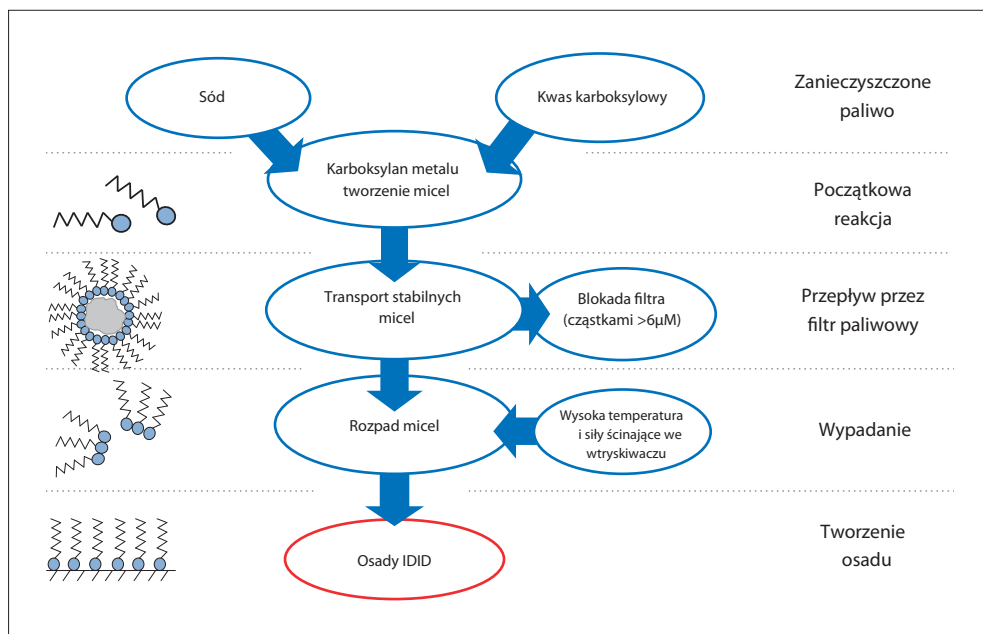 Sód
Kwas karboksylowy
Zanieczyszczone
paliwo
Karboksylan metalu
tworzenie micel
Początkowa
reakcja
Transport stabilnych
micel
Blokada filtra
(cząstkami >6μM)
Przepływ przez
filtr paliwowy
Rozpad micel
Wysoka temperatura
i siły ścinające we
wtryskiwaczu
Wypadanie
Osady IDID
Tworzenie
osadu